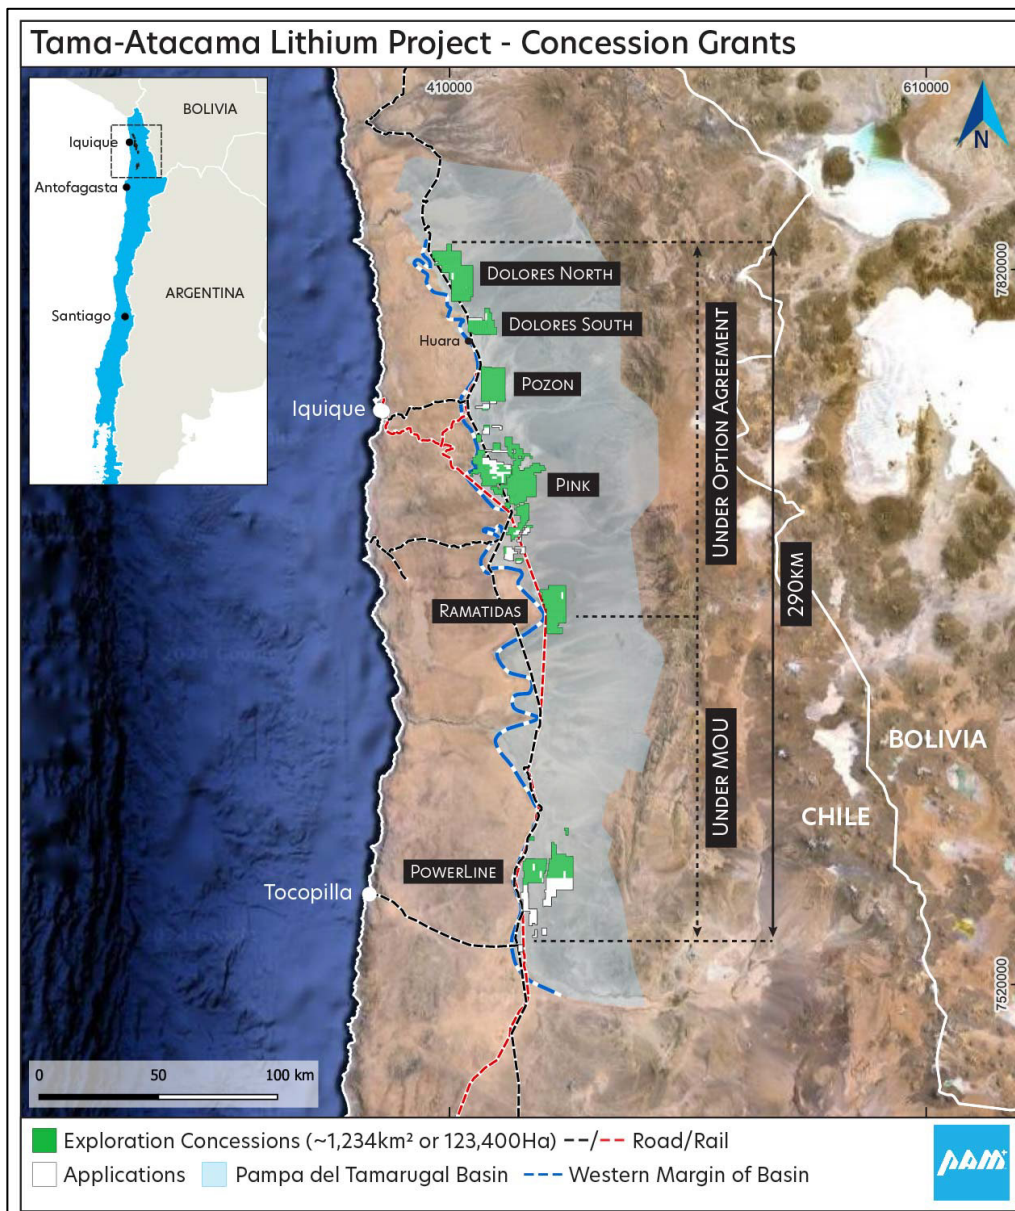 Tama-Atacama Lithium Project - Concession Grants
410000
610000
BOLIVIA
Iquique
Antofagasta
ARGENTINA
Santiago
N
7820000
DOLORES NORTH
DOLORES SOUTH
Huara
POZON
Iquique
PINK
UNDER OPTION AGREEMENT
290KM
RAMATIDAS
UNDER MOU
BOLIVIA
CHILE
POWERLINE
Tocopilla
7520000
0 50 100 km
Exploration Concessions (~1,234km² or 123,400Ha) Road/Rail
Applications Pampa del Tamarugal Basin Western Margin of Basin
PAM+